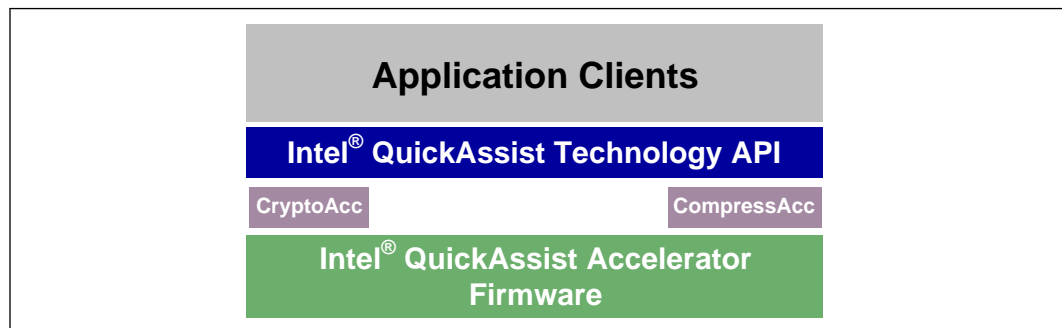 Application Clients
Intel® QuickAssist Technology API
CryptoAcc
CompressAcc
Intel® QuickAssist Accelerator
Firmware